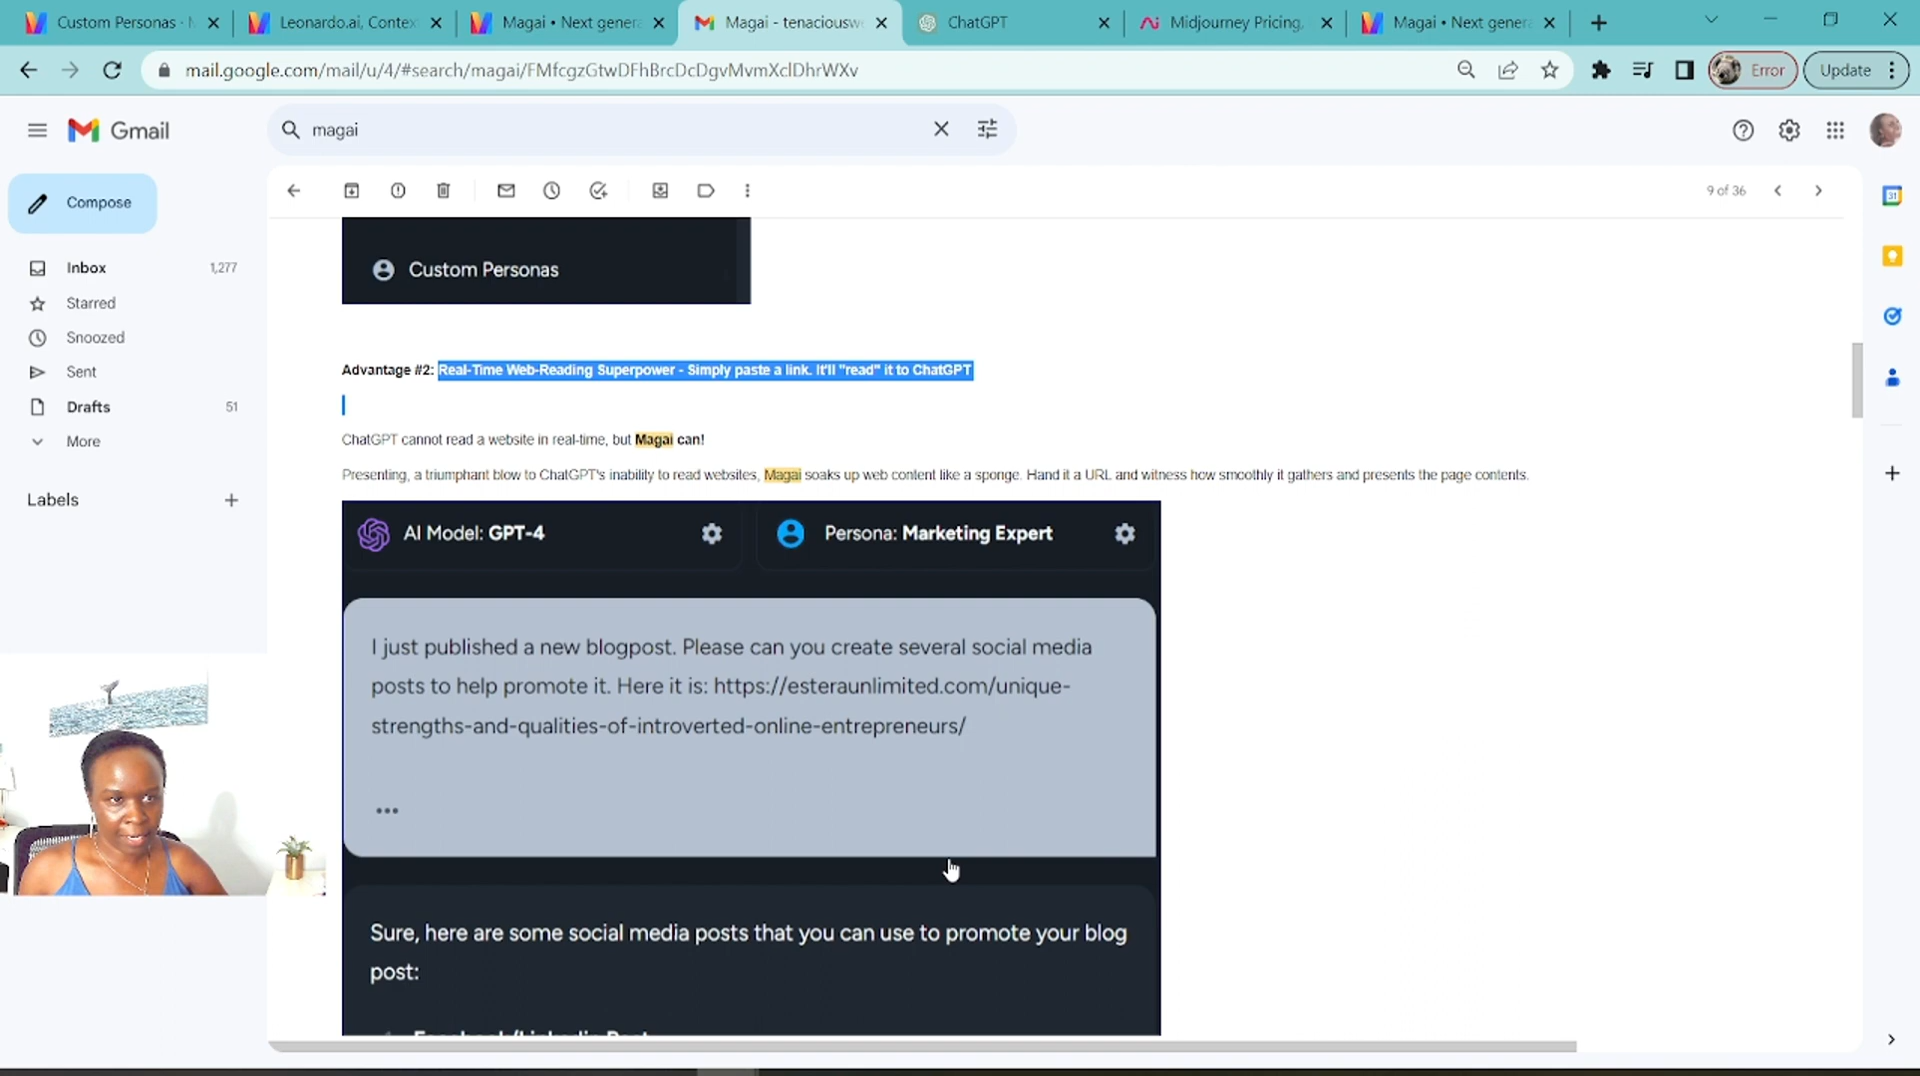 Custom Personas
Leonardo.ai, Contex
Magai • Next genera
Magai - tenaciouswe
ChatGPT
Midjourney Pricing,
Magai • Next genera
mail.google.com/mail/u/4/#search/magai/FMfcgzGtwDFhBrcDcDgvMvmXclDhrWXv
Error
Update
Gmail
magai
Compose
9 of 36
Inbox 1,277
Starred
Snoozed
Sent
Drafts 51
More
Labels
31
Custom Personas
Advantage #2: Real-Time Web-Reading Superpower - Simply paste a link. It'll "read" it to ChatGPT
ChatGPT cannot read a website in real-time, but Magai can!
Presenting, a triumphant blow to ChatGPT's inability to read websites, Magai soaks up web content like a sponge. Hand it a URL and witness how smoothly it gathers and presents the page contents.
AI Model: GPT-4
Persona: Marketing Expert
I just published a new blogpost. Please can you create several social media
posts to help promote it. Here it is: https://esteraunlimited.com/unique-
strengths-and-qualities-of-introverted-online-entrepreneurs/
Sure, here are some social media posts that you can use to promote your blog
post: